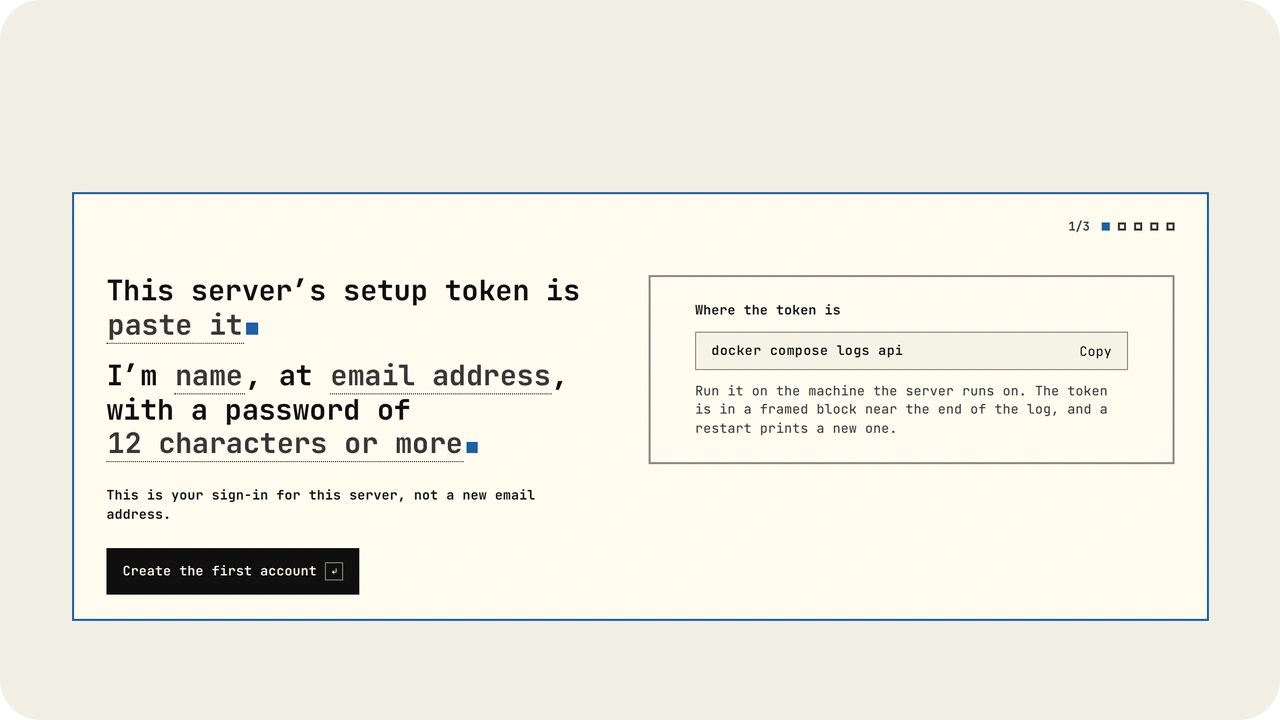 1/3
This server’s setup token is
paste it
I’m name, at email address,
with a password of
12 characters or more
This is your sign-in for this server, not a new email
address.
Create the first account ↵
Where the token is
docker compose logs api Copy
Run it on the machine the server runs on. The token
is in a framed block near the end of the log, and a
restart prints a new one.